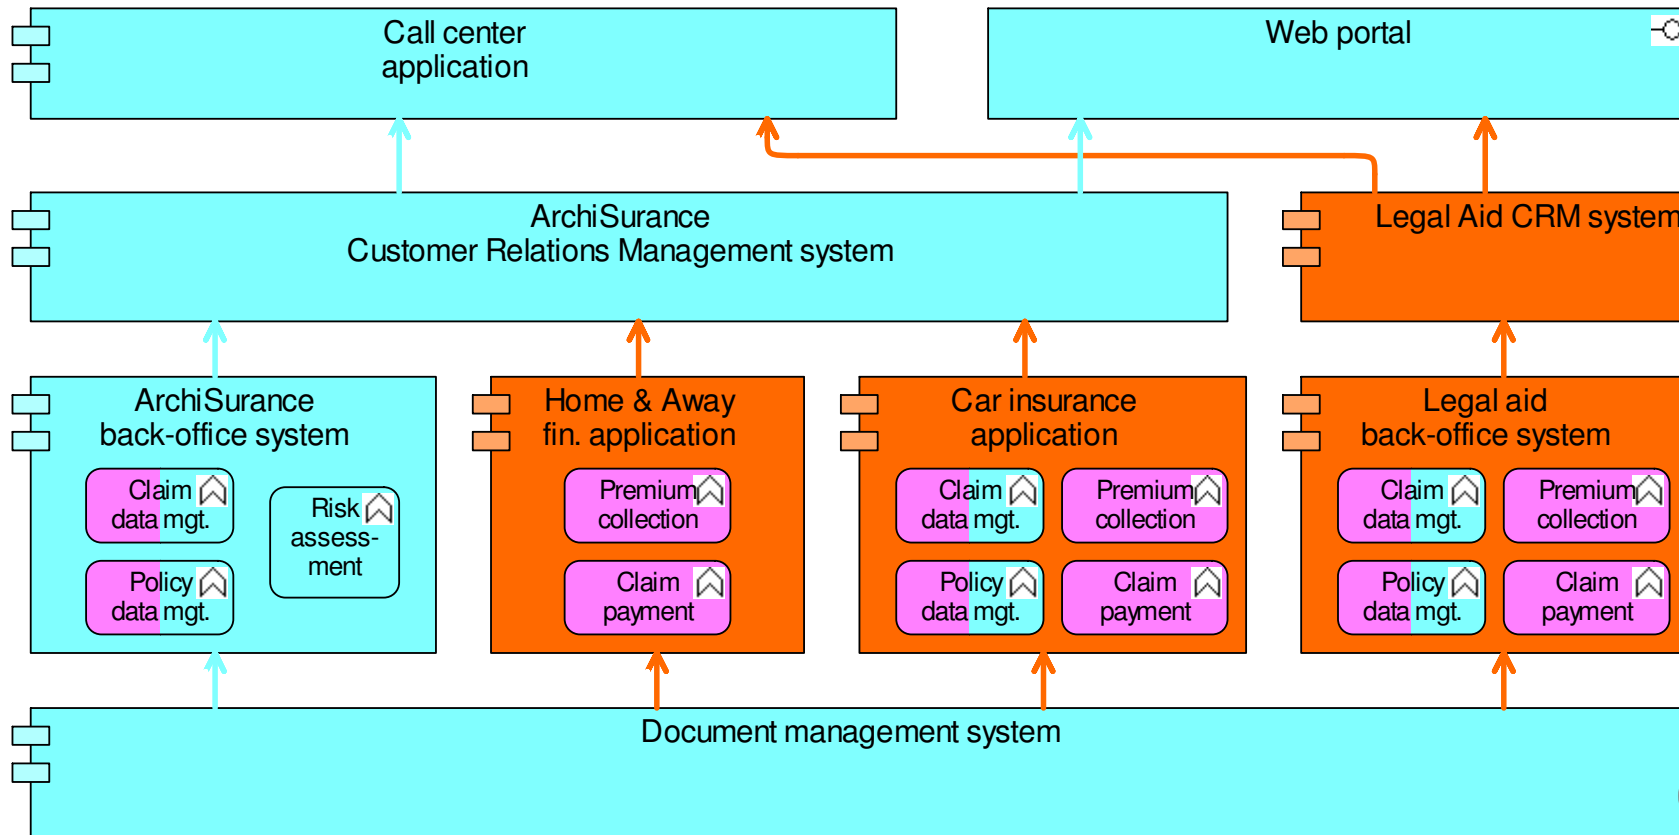 Call center
application
Web portal
ArchiSurance
Customer Relations Management system
Legal Aid CRM system
ArchiSurance
back-office system
Claim
data mgt.
Policy
data mgt.
Risk
assess-
ment
Home & Away
fin. application
Premium
collection
Claim
payment
Car insurance
application
Claim
data mgt.
Premium
collection
Policy
data mgt.
Claim
payment
Legal aid
back-office system
Claim
data mgt.
Premium
collection
Policy
data mgt.
Claim
payment
Document management system